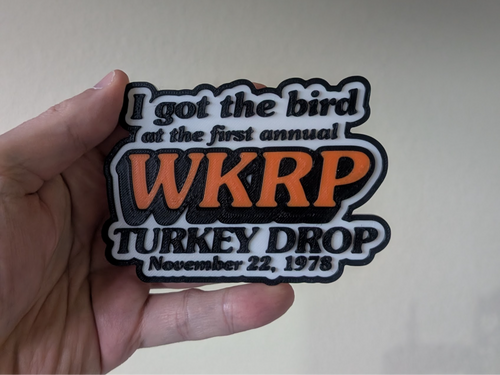 I got the bird
at the first annual
WKRP
TURKEY DROP
November 22, 1978